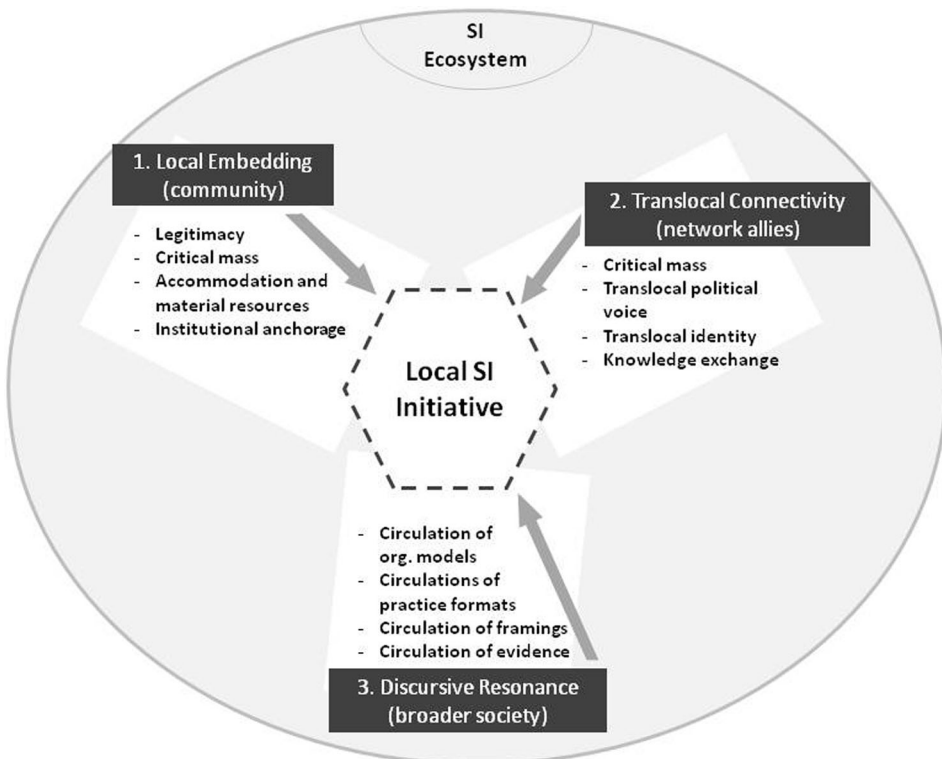 SI
Ecosystem
1. Local Embedding
(community)
- Legitimacy
- Critical mass
- Accommodation and
material resources
- Institutional anchorage
2. Translocal Connectivity
(network allies)
- Critical mass
- Translocal political
voice
- Translocal identity
- Knowledge exchange
Local SI
Initiative
- Circulation of
org. models
- Circulations of
practice formats
- Circulation of framings
- Circulation of evidence
3. Discursive Resonance
(broader society)